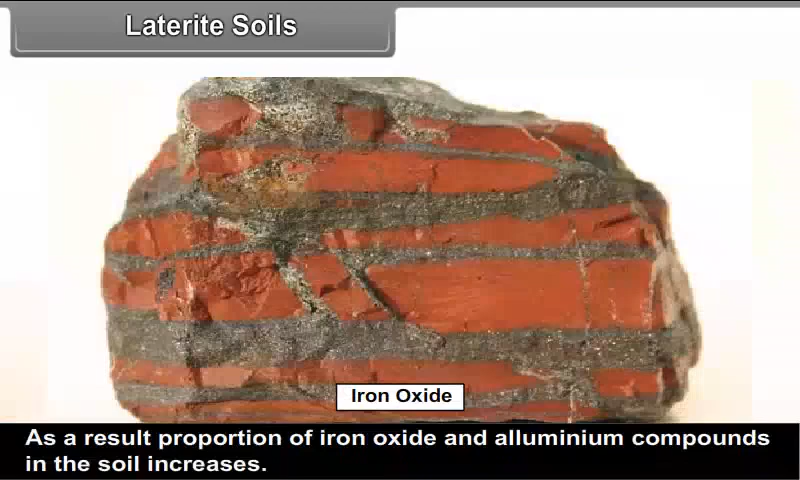 Laterite Soils
Iron Oxide
As a result proportion of iron oxide and alluminium compounds
in the soil increases.